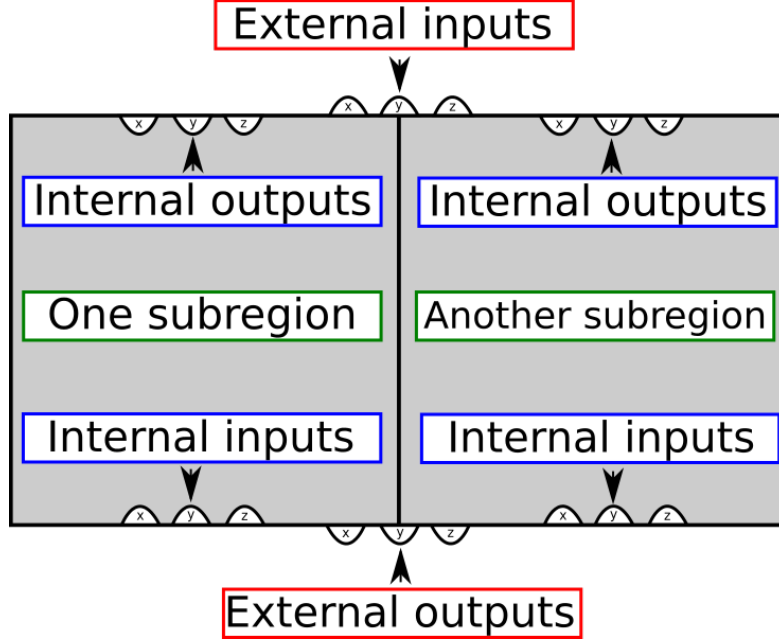 External inputs
x y z
x y z x y z
Internal outputs Internal outputs
One subregion Another subregion
Internal inputs Internal inputs
x y z x y z
x y z
External outputs